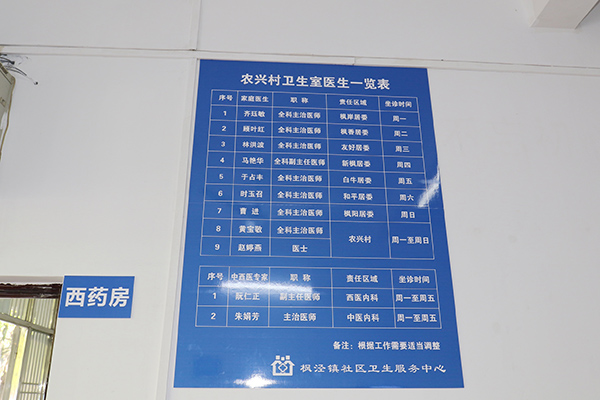 农兴村卫生室医生一览表
序号 家庭医生 职称 责任区域 坐诊时间
1 齐珏敏 全科主治医师 枫岸居委 周一
2 顾叶红 全科主治医师 枫香居委 周二
3 林洪波 全科主治医师 友好居委 周三
4 马艳华 全科副主任医师 新枫居委 周四
5 于占丰 全科主治医师 白牛居委 周五
6 时玉召 全科主治医师 和平居委 周六
7 曹进 全科主治医师 枫阳居委 周日
8 黄宝敏 全科主治医师 农兴村 周一至周日
9 赵婷燕 医士
序号 中西医专家 职称 责任区域 坐诊时间
1 阮仁正 副主任医师 西医内科 周一至周五
2 朱娟芳 主治医师 中医内科 周一至周五
备注：根据工作需要适当调整
枫泾镇社区卫生服务中心
西药房